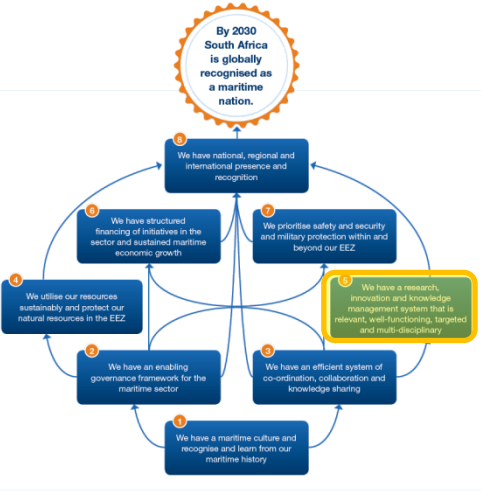 By 2030
South Africa
is globally
recognised as
a maritime
nation.
8
We have national, regional and
international presence and
recognition
6
We have structured
financing of initiatives in the
sector and sustained maritime
economic growth
7
We prioritise safety and security
and military protection within and
beyond our EEZ
4
We utilise our resources
sustainably and protect our
natural resources in the EEZ
5
We have a research,
innovation and knowledge
management system that is
relevant, well-functioning, targeted
and multi-disciplinary
2
We have an enabling
governance framework for the
maritime sector
3
We have an efficient system of
co-ordination, collaboration and
knowledge sharing
1
We have a maritime culture and
recognise and learn from our
maritime history